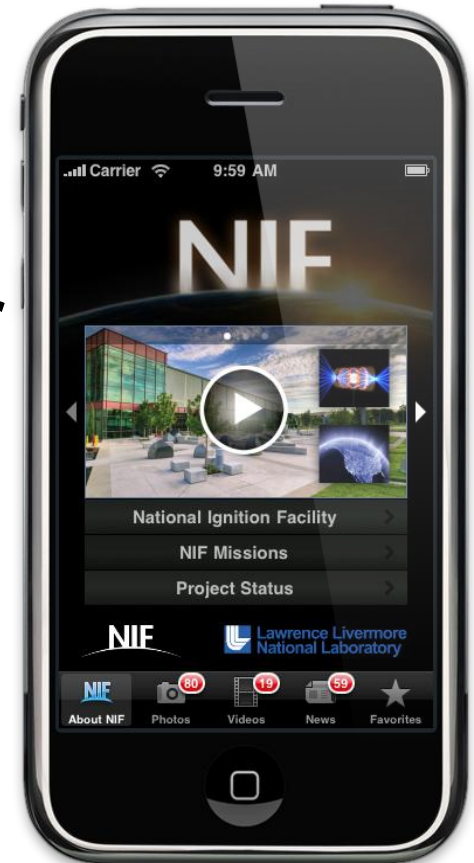 Carrier 9:59 AM
NIF
National Ignition Facility
NIF Missions
Project Status
NIF
Lawrence Livermore
National Laboratory
NIF
80
19
59
About NIF Photos Videos News Favorites